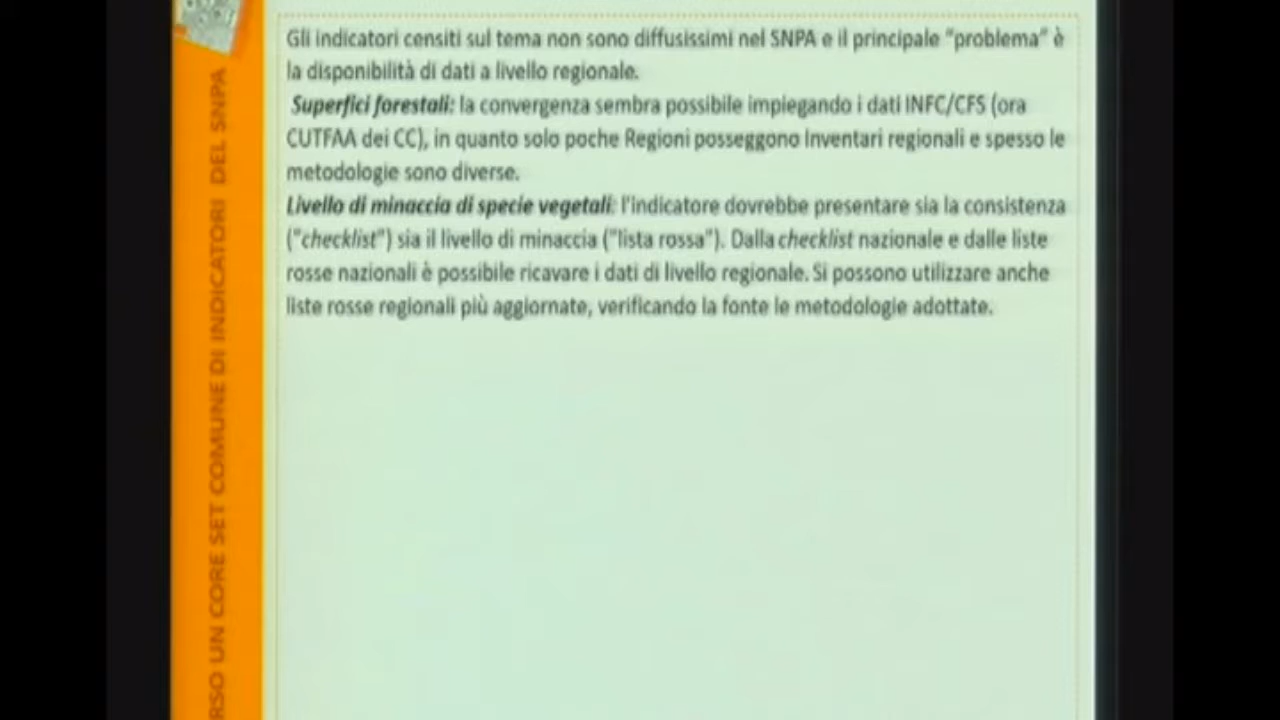 Gli indicatori censiti sul tema non sono diffusissimi nel SNPA e il principale "problema" è
la disponibilità di dati a livello regionale.
Superfici forestali: la convergenza sembra possibile impiegando i dati INFC/CFS (ora
CUTFAA dei CC), in quanto solo poche Regioni posseggono Inventari regionali e spesso le
metodologie sono diverse.
Livello di minaccia di specie vegetali: l'indicatore dovrebbe presentare sia la consistenza
("checklist") sia il livello di minaccia ("lista rossa"). Dalla checklist nazionale e dalle liste
rosse nazionali è possibile ricavare i dati di livello regionale. Si possono utilizzare anche
liste rosse regionali più aggiornate, verificando la fonte le metodologie adottate.
RSO UN CORE SET COMUNE DI INDICATORI DEL SNPA